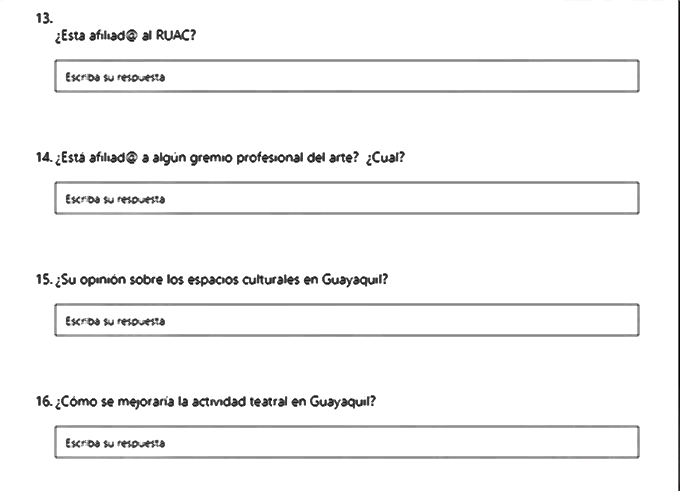 13.
¿Esta afiliad@ al RUAC?
Escriba su respuesta
14. ¿Está afiliad@ a algún gremio profesional del arte? ¿Cual?
Escriba su respuesta
15. ¿Su opinión sobre los espacios culturales en Guayaquil?
Escriba su respuesta
16. ¿Cómo se mejoraría la actividad teatral en Guayaquil?
Escriba su respuesta